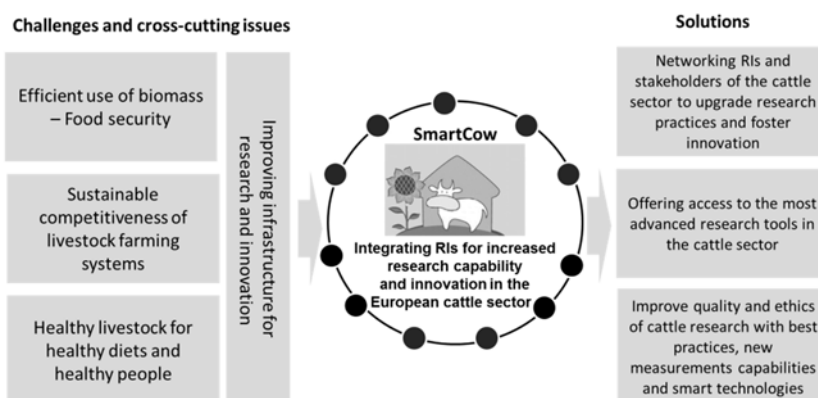 Challenges and cross-cutting issues
Efficient use of biomass
– Food security
Sustainable
competitiveness of
livestock farming
systems
Healthy livestock for
healthy diets and
healthy people
Improving infrastructure for
research and innovation
SmartCow
Integrating RIs for increased
research capability
and innovation in the
European cattle sector
Solutions
Networking RIs and
stakeholders of the cattle
sector to upgrade research
practices and foster
innovation
Offering access to the most
advanced research tools in
the cattle sector
Improve quality and ethics
of cattle research with best
practices, new
measurements capabilities
and smart technologies